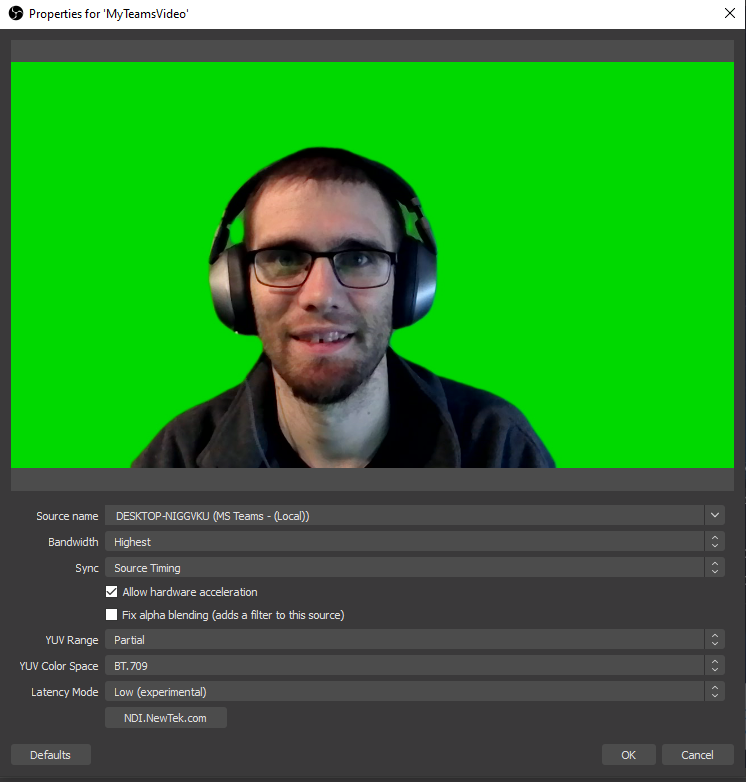 Properties for 'MyTeamsVideo'
Source name DESKTOP-NIGGVKU (MS Teams - (Local))
Bandwidth Highest
Sync Source Timing
Allow hardware acceleration
Fix alpha blending (adds a filter to this source)
YUV Range Partial
YUV Color Space BT.709
Latency Mode Low (experimental)
NDI.NewTek.com
Defaults OK Cancel